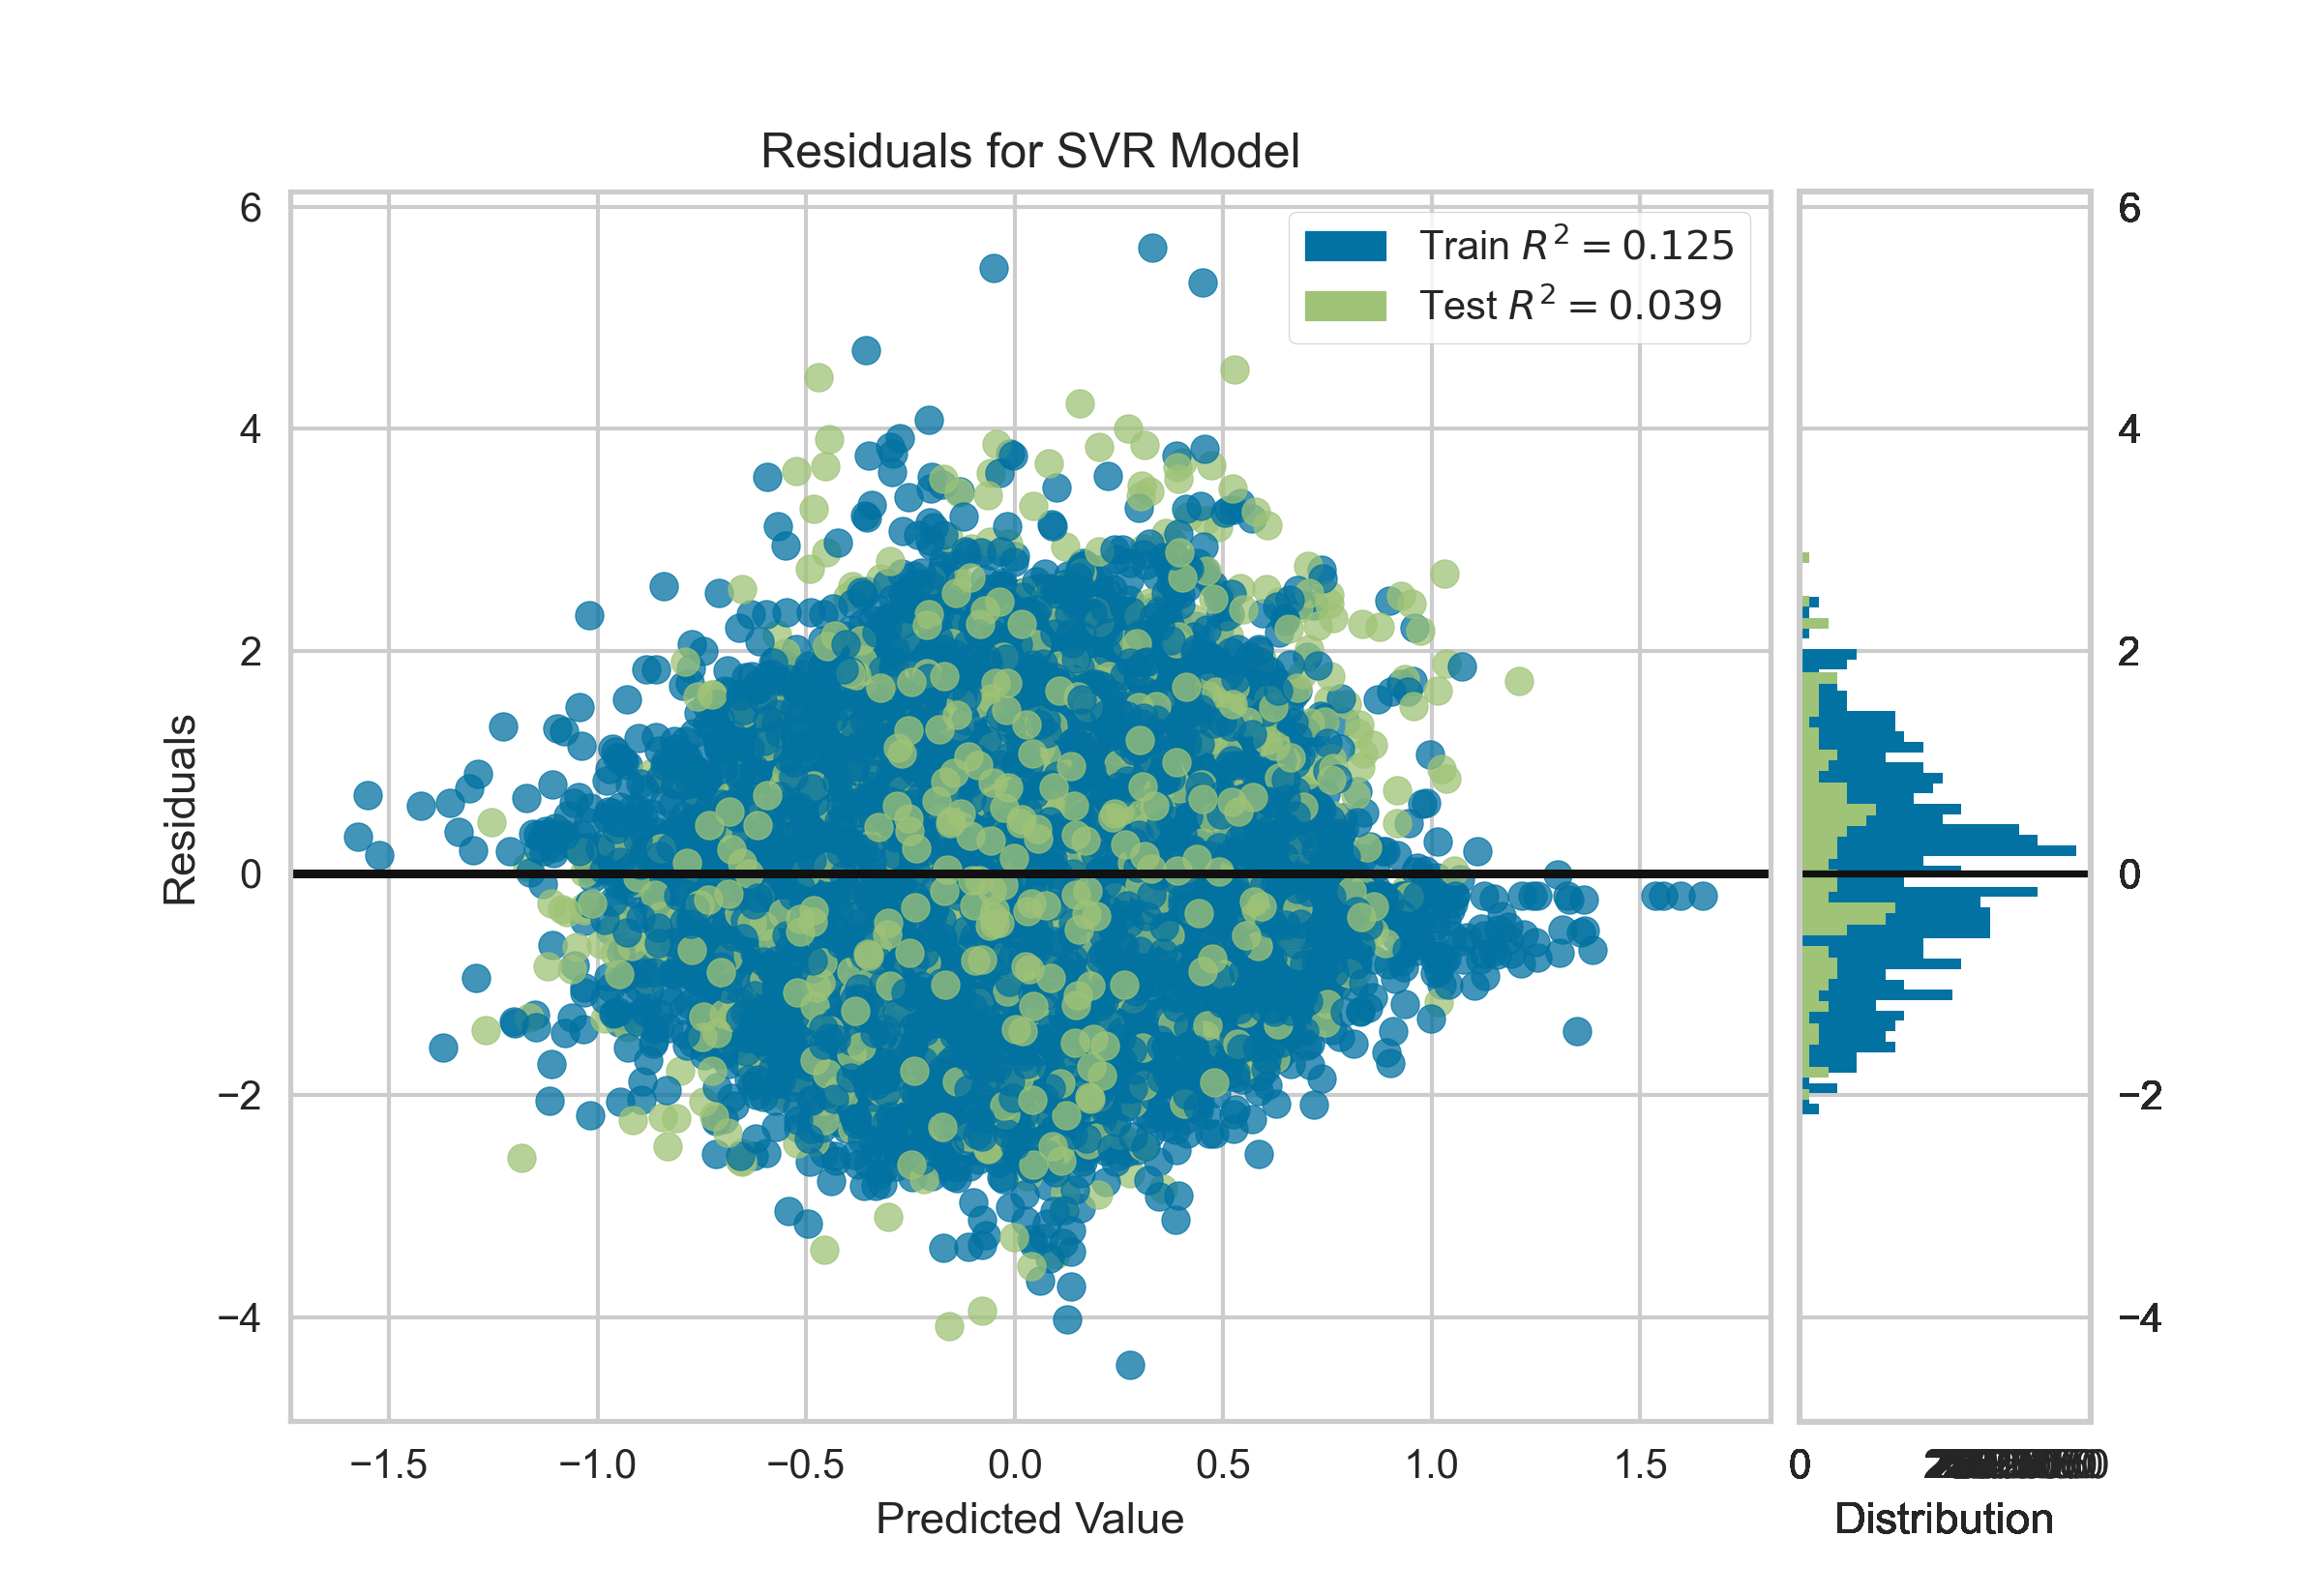 Residuals for SVR Model
Train R² = 0.125
Test R² = 0.039
Residuals
6
4
2
0
−2
−4
6
4
2
0
−2
−4
−1.5 −1.0 −0.5 0.0 0.5 1.0 1.5
0
Predicted Value
Distribution